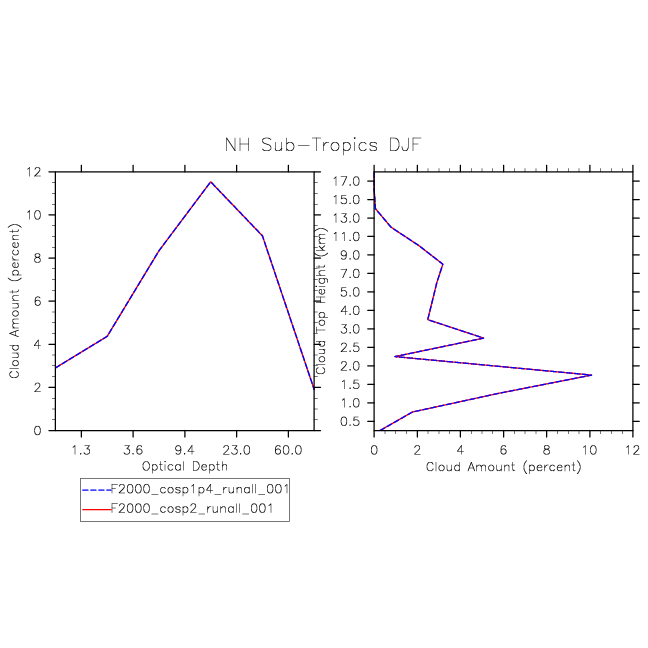 NH Sub-Tropics DJF
Cloud Amount (percent)
12
10
8
6
4
2
0
1.3 3.6 9.4 23.0 60.0
Optical Depth
Cloud Top Height (km)
17.0
15.0
13.0
11.0
9.0
7.0
5.0
4.0
3.0
2.5
2.0
1.5
1.0
0.5
0 2 4 6 8 10 12
Cloud Amount (percent)
F2000_cosp1p4_runall_001
F2000_cosp2_runall_001